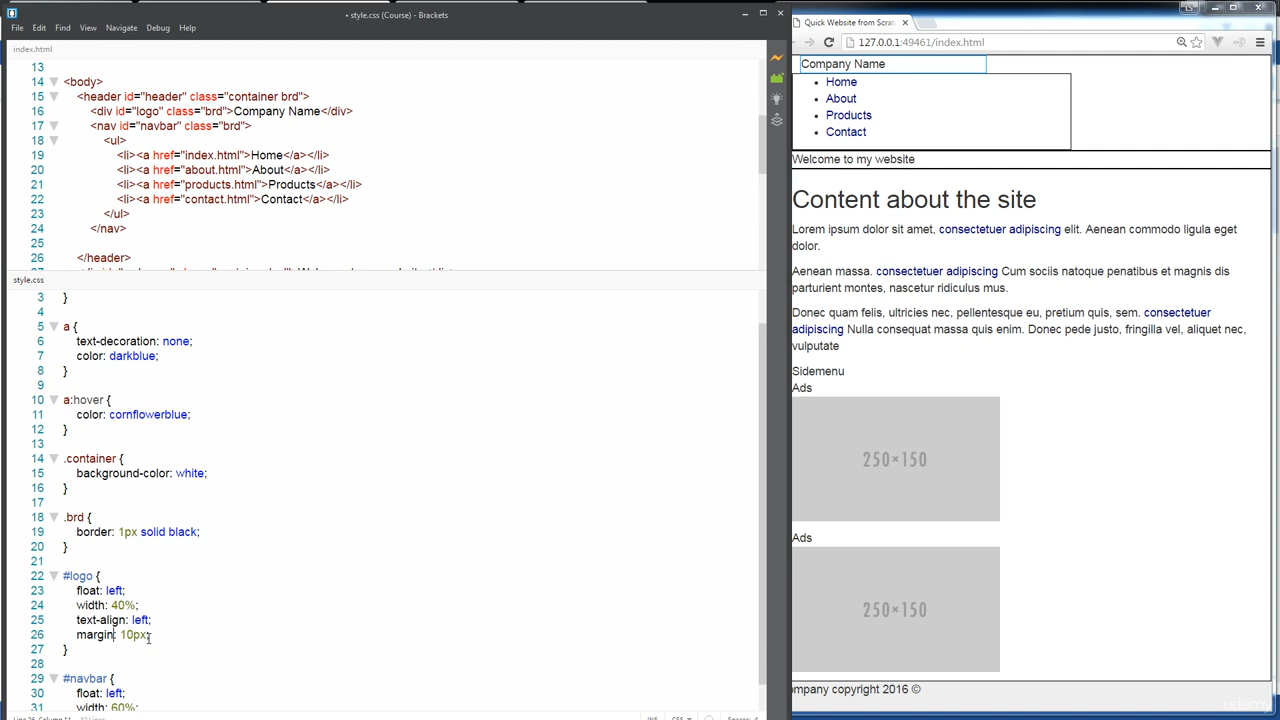 • style.css (Course) - Brackets
File Edit Find View Navigate Debug Help
index.html
13
14 <body>
15 <header id="header" class="container brd">
16 <div id="logo" class="brd">Company Name</div>
17 <nav id="navbar" class="brd">
18 <ul>
19 <li><a href="index.html">Home</a></li>
20 <li><a href="about.html">About</a></li>
21 <li><a href="products.html">Products</a></li>
22 <li><a href="contact.html">Contact</a></li>
23 </ul>
24 </nav>
25
26 </header>
style.css
3 }
4
5 a {
6 text-decoration: none;
7 color: darkblue;
8 }
9
10 a:hover {
11 color: cornflowerblue;
12 }
13
14 .container {
15 background-color: white;
16 }
17
18 .brd {
19 border: 1px solid black;
20 }
21
22 #logo {
23 float: left;
24 width: 40%;
25 text-align: left;
26 margin: 10px;
27 }
28
29 #navbar {
30 float: left;
31 width: 60%;
Quick Website from Scrat
127.0.0.1:49461/index.html
Company Name
• Home
• About
• Products
• Contact
Welcome to my website
Content about the site
Lorem ipsum dolor sit amet, consectetuer adipiscing elit. Aenean commodo ligula eget
dolor.
Aenean massa. consectetuer adipiscing Cum sociis natoque penatibus et magnis dis
parturient montes, nascetur ridiculus mus.
Donec quam felis, ultricies nec, pellentesque eu, pretium quis, sem. consectetuer
adipiscing Nulla consequat massa quis enim. Donec pede justo, fringilla vel, aliquet nec,
vulputate
Sidemenu
Ads
250×150
Ads
250×150
ompany copyright 2016 ©
udemy